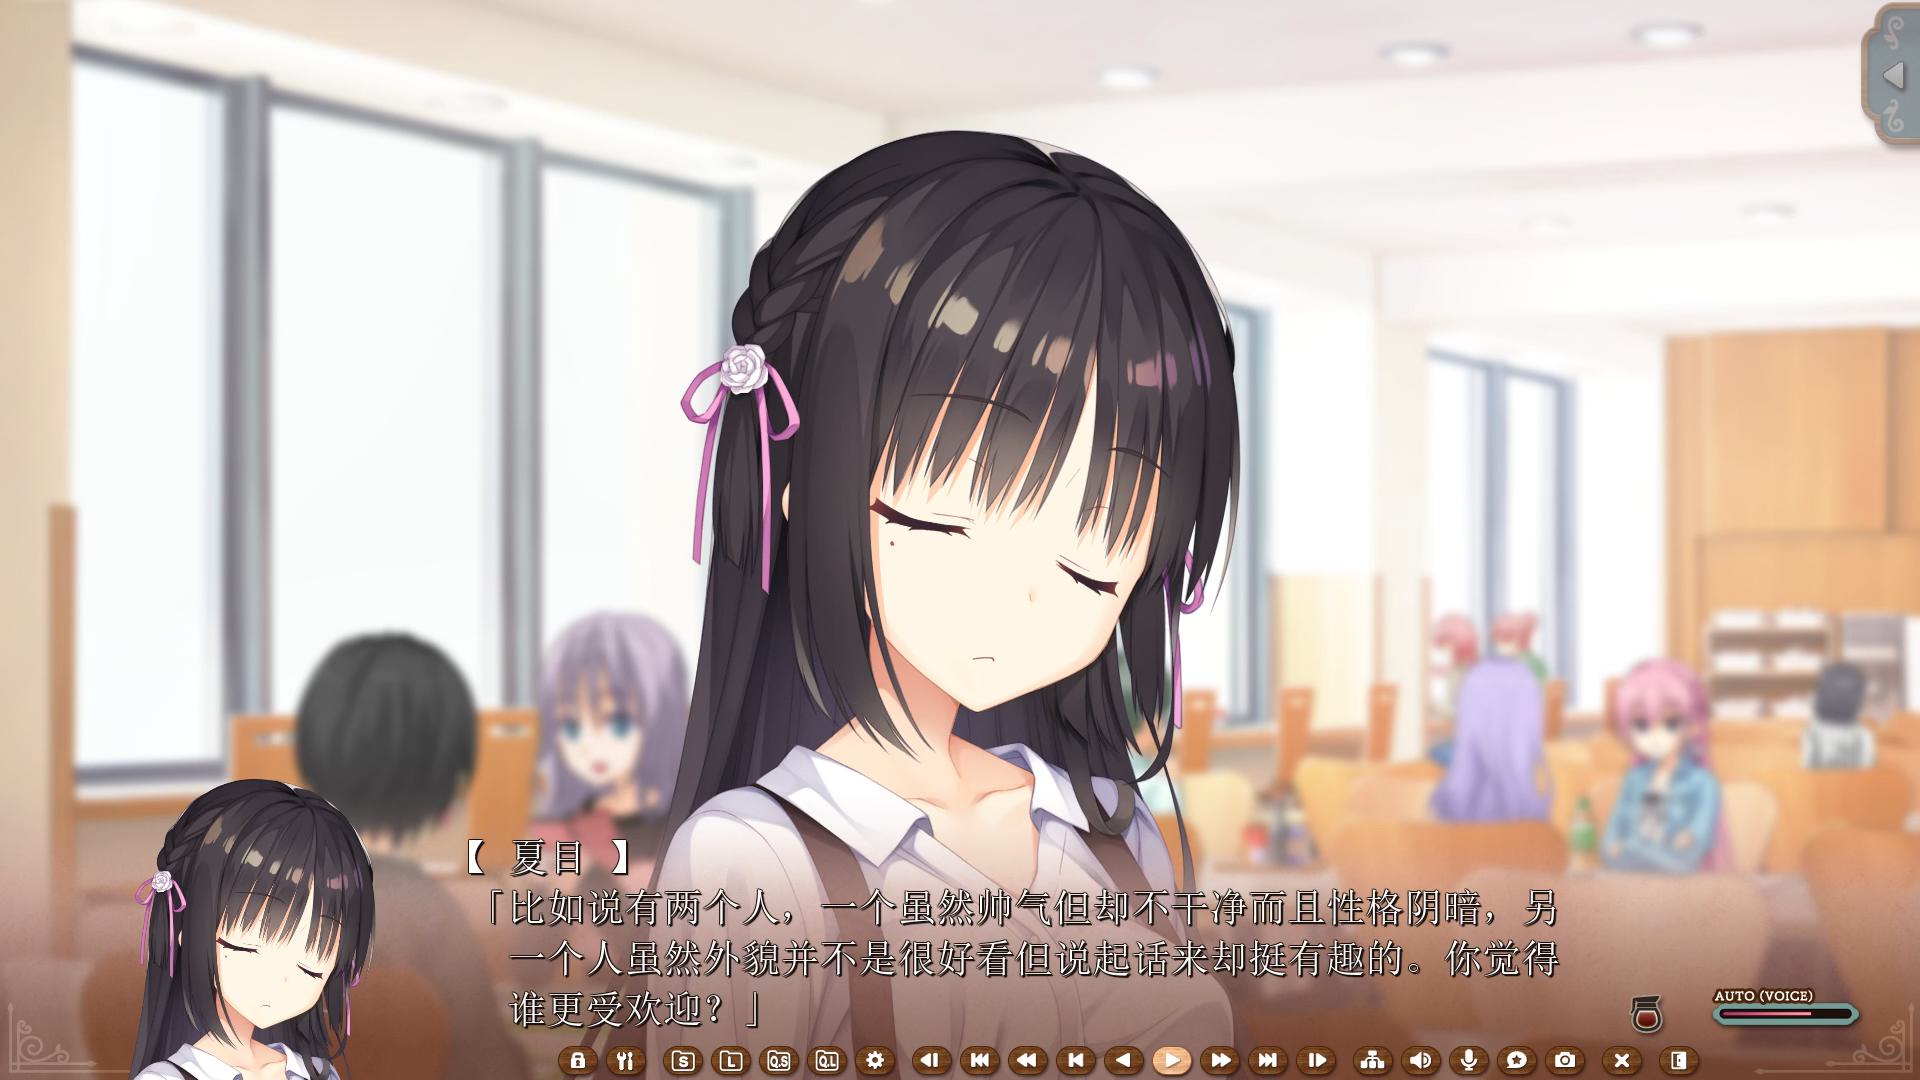 【 夏目 】
「比如说有两个人，一个虽然帅气但却不干净而且性格阴暗，另
一个人虽然外貌并不是很好看但说起话来却挺有趣的。你觉得
谁更受欢迎？」
AUTO (VOICE)
S L Q.S Q.L